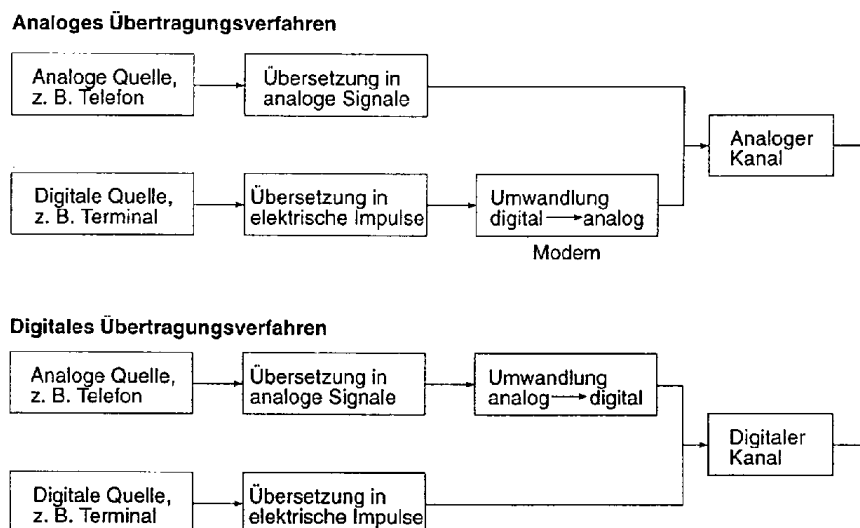 Analoges Übertragungsverfahren
Analoge Quelle,
z. B. Telefon
Übersetzung in
analoge Signale
Analoger
Kanal
Digitale Quelle,
z. B. Terminal
Übersetzung in
elektrische Impulse
Umwandlung
digital → analog
Modem
Digitales Übertragungsverfahren
Analoge Quelle,
z. B. Telefon
Übersetzung in
analoge Signale
Umwandlung
analog → digital
Digitaler
Kanal
Digitale Quelle,
z. B. Terminal
Übersetzung in
elektrische Impulse